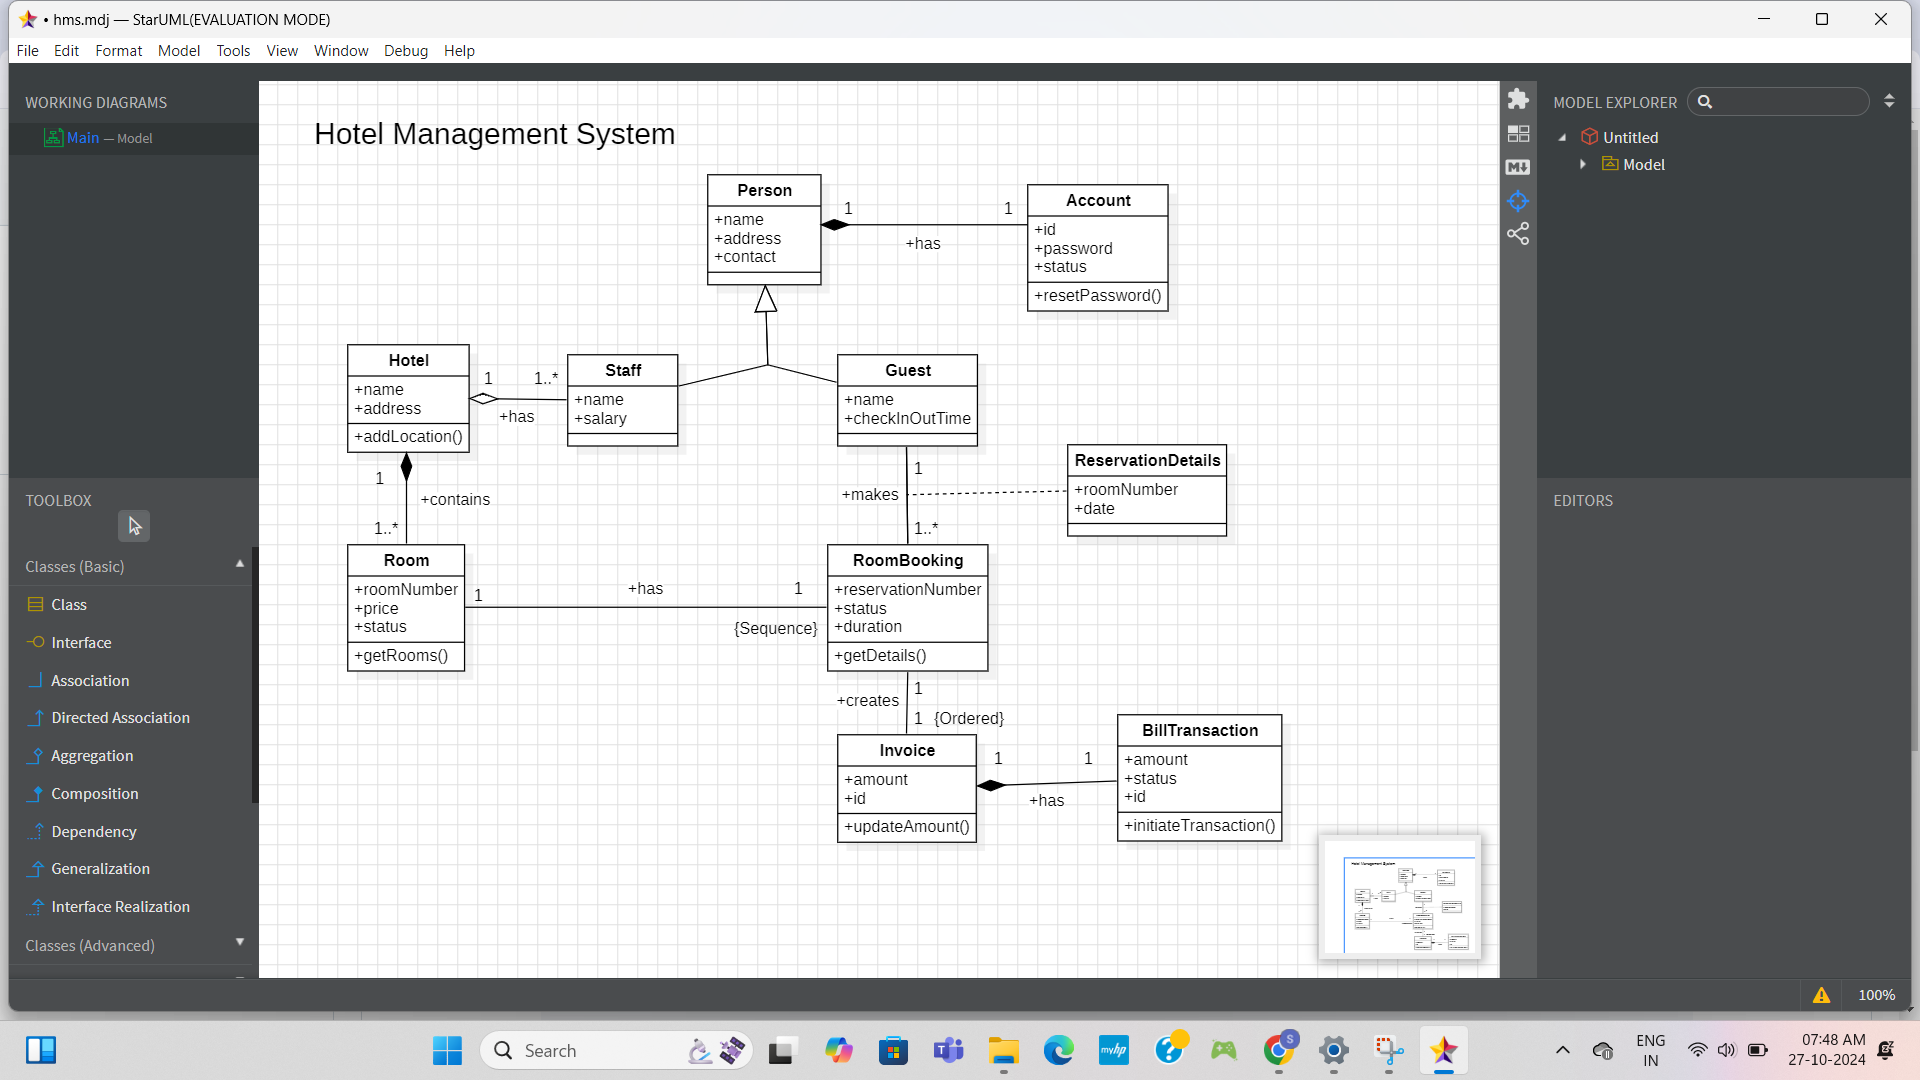 • hms.mdj — StarUML(EVALUATION MODE)
File Edit Format Model Tools View Window Debug Help
WORKING DIAGRAMS
Main — Model
TOOLBOX
Classes (Basic)
Class
Interface
Association
Directed Association
Aggregation
Composition
Dependency
Generalization
Interface Realization
Classes (Advanced)
Hotel Management System
Person
+name
+address
+contact
1
1
+has
Account
+id
+password
+status
+resetPassword()
Hotel
+name
+address
+addLocation()
1
1..*
+has
Staff
+name
+salary
Guest
+name
+checkInOutTime
1
+contains
1..*
1
+makes
1..*
ReservationDetails
+roomNumber
+date
Room
+roomNumber
+price
+status
+getRooms()
1
+has
1
{Sequence}
RoomBooking
+reservationNumber
+status
+duration
+getDetails()
1
+creates
1 {Ordered}
Invoice
+amount
+id
+updateAmount()
1
1
+has
BillTransaction
+amount
+status
+id
+initiateTransaction()
Hotel Management System
MODEL EXPLORER
Untitled
Model
EDITORS
100%
Search
myhp
S
ENG
IN
07:48 AM
27-10-2024